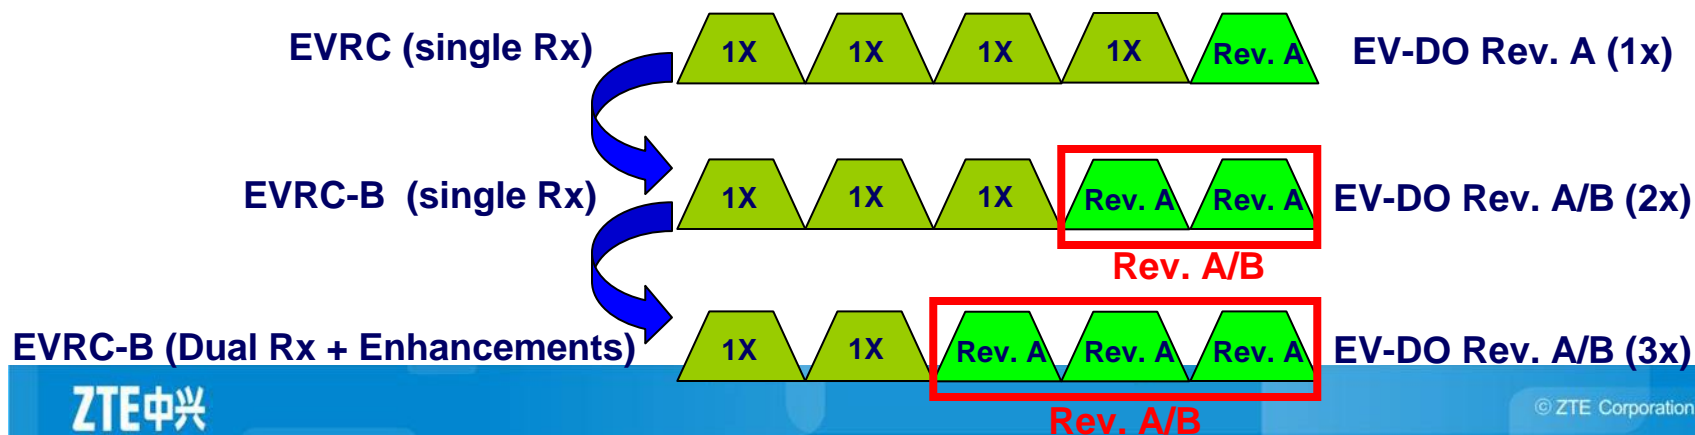 EVRC (single Rx) 1X 1X 1X 1X Rev. A EV-DO Rev. A (1x)
EVRC-B (single Rx) 1X 1X 1X Rev. A Rev. A EV-DO Rev. A/B (2x)
Rev. A/B
EVRC-B (Dual Rx + Enhancements) 1X 1X Rev. A Rev. A Rev. A EV-DO Rev. A/B (3x)
Rev. A/B
ZTE中兴 © ZTE Corporation